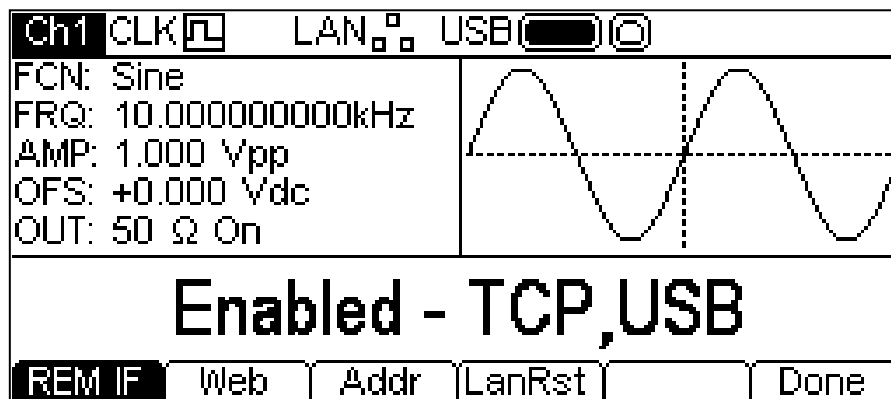 Ch1 CLK LAN USB
FCN: Sine
FRQ: 10.000000000kHz
AMP: 1.000 Vpp
OFS: +0.000 Vdc
OUT: 50 Ω On
Enabled - TCP,USB
REM IF Web Addr LanRst Done